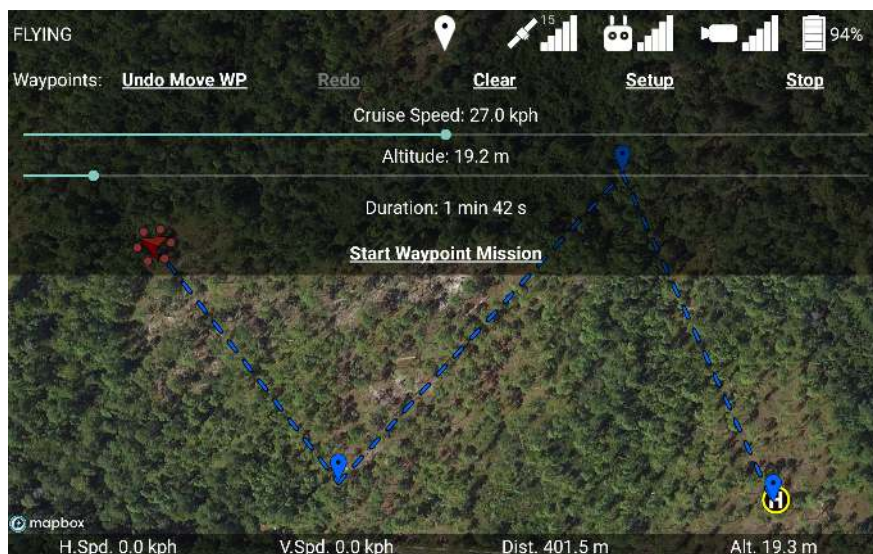 FLYING 15 94%
Waypoints: Undo Move WP Redo Clear Setup Stop
Cruise Speed: 27.0 kph
Altitude: 19.2 m
Duration: 1 min 42 s
Start Waypoint Mission
H
mapbox
H.Spd. 0.0 kph V.Spd. 0.0 kph Dist. 401.5 m Alt. 19.3 m